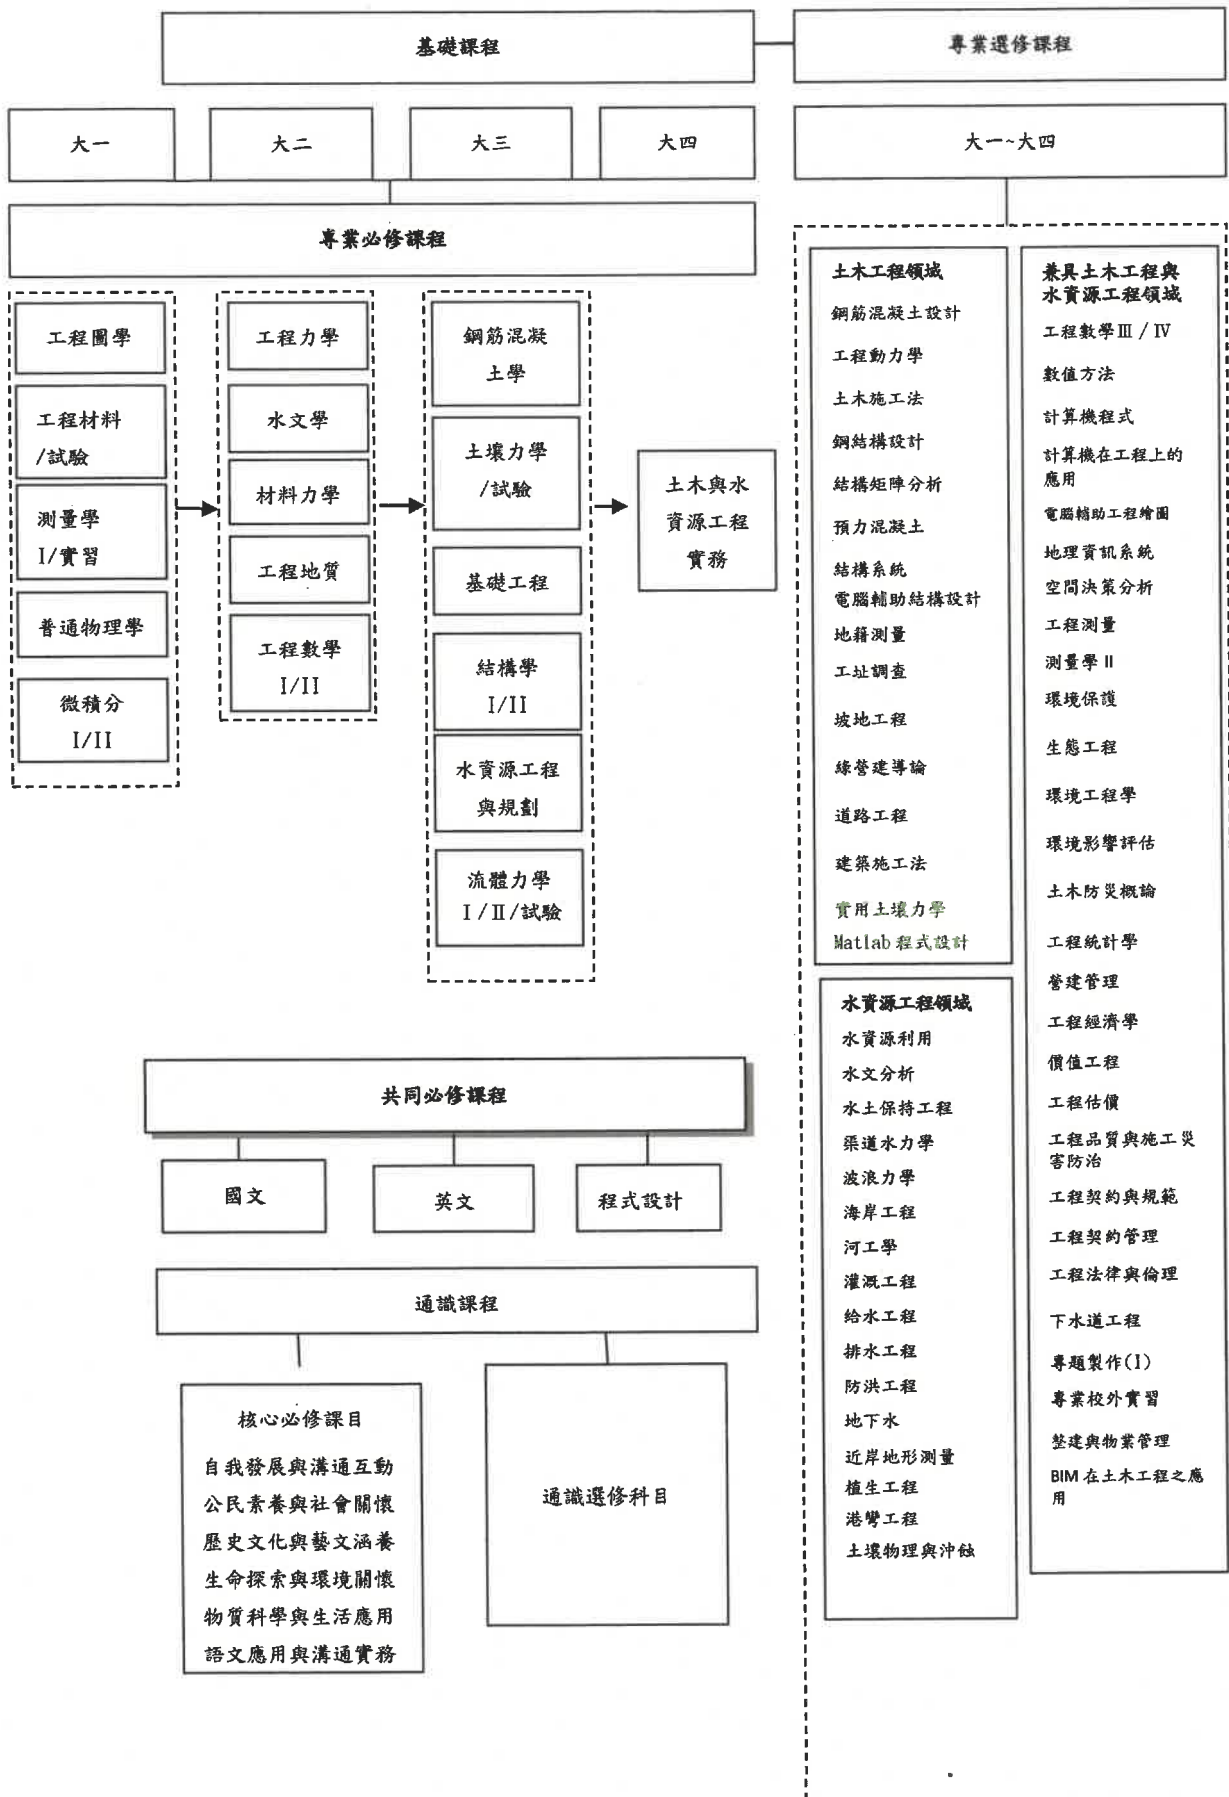 基礎課程
專業選修課程
大一
大二
大三
大四
大一~大四
專業必修課程
工程圖學
工程材料
/試驗
測量學
I/實習
普通物理學
微積分
I/II
工程力學
水文學
材料力學
工程地質
工程數學
I/II
鋼筋混凝
土學
土壤力學
/試驗
基礎工程
結構學
I/II
水資源工程
與規劃
流體力學
I/II/試驗
土木與水
資源工程
實務
土木工程領域
鋼筋混凝土設計
工程動力學
土木施工法
鋼結構設計
結構矩陣分析
預力混凝土
結構系統
電腦輔助結構設計
地籍測量
工址調查
坡地工程
綠營建導論
道路工程
建築施工法
實用土壤力學
Matlab 程式設計
水資源工程領域
水資源利用
水文分析
水土保持工程
渠道水力學
波浪力學
海岸工程
河工學
灌溉工程
給水工程
排水工程
防洪工程
地下水
近岸地形測量
植生工程
港彎工程
土壤物理與沖蝕
兼具土木工程與
水資源工程領域
工程數學III / IV
數值方法
計算機程式
計算機在工程上的
應用
電腦輔助工程繪圖
地理資訊系統
空間決策分析
工程測量
測量學 II
環境保護
生態工程
環境工程學
環境影響評估
土木防災概論
工程統計學
營建管理
工程經濟學
價值工程
工程估價
工程品質與施工災
害防治
工程契約與規範
工程契約管理
工程法律與倫理
下水道工程
專題製作(I)
專業校外實習
整建與物業管理
BIM 在土木工程之應
用
共同必修課程
國文
英文
程式設計
通識課程
核心必修課目
自我發展與溝通互動
公民素養與社會關懷
歷史文化與藝文涵養
生命探索與環境關懷
物質科學與生活應用
語文應用與溝通實務
通識選修科目